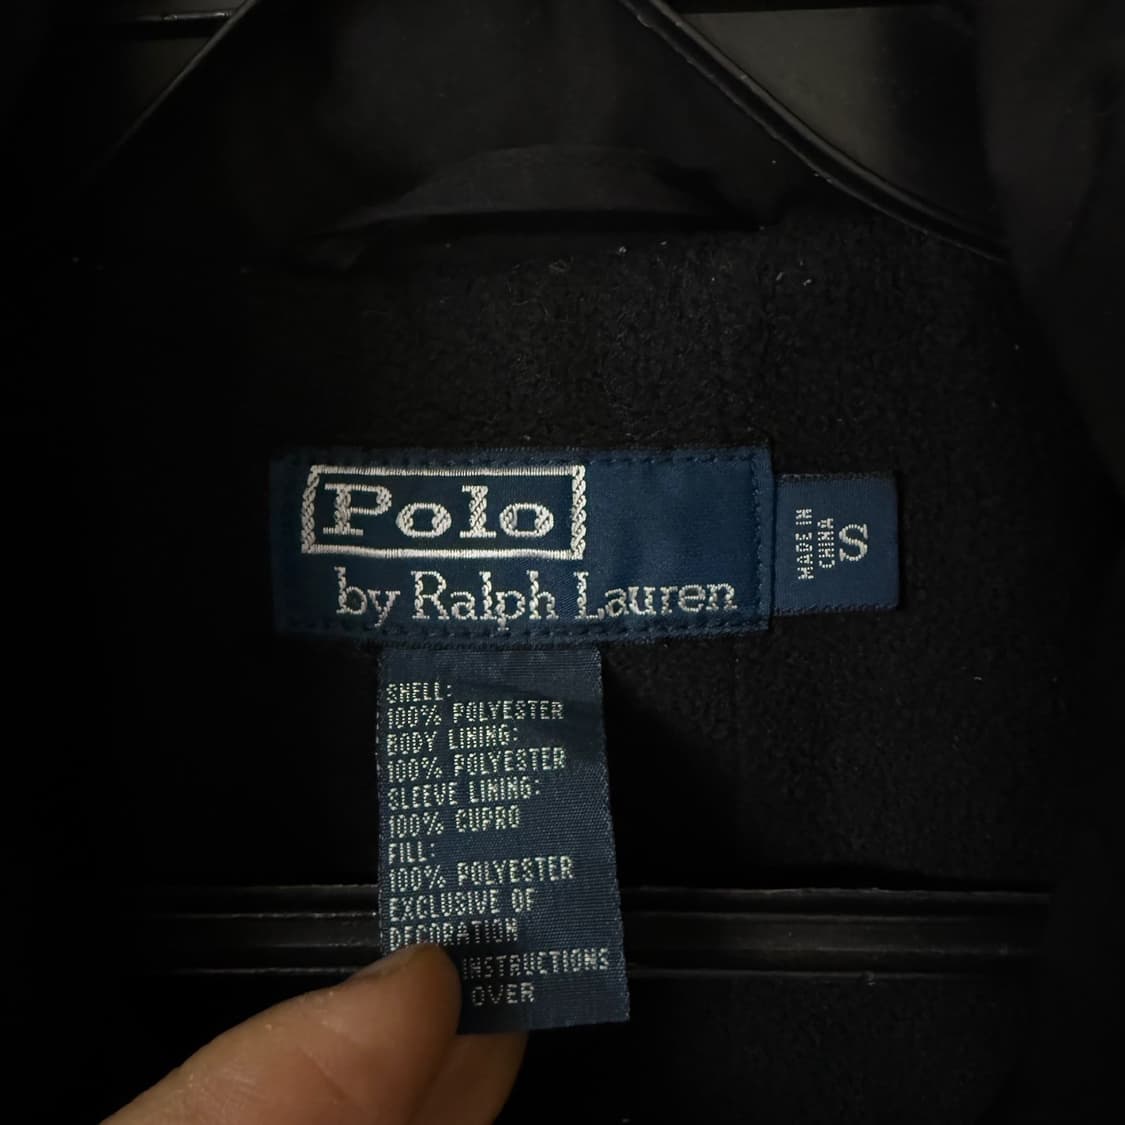 Polo
by Ralph Lauren
MADE IN
CHINA
S
SHELL:
100% POLYESTER
BODY LINING:
100% POLYESTER
SLEEVE LINING:
100% CUPRO
FILL:
100% POLYESTER
EXCLUSIVE OF
DECORATION
INSTRUCTIONS
OVER